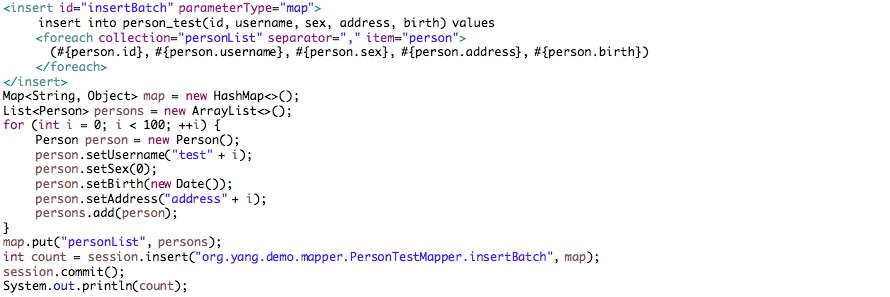 <insert id="insertBatch" parameterType="map">
insert into person_test(id, username, sex, address, birth) values
<foreach collection="personList" separator="," item="person">
(#{person.id}, #{person.username}, #{person.sex}, #{person.address}, #{person.birth})
</foreach>
</insert>
Map<String, Object> map = new HashMap<>();
List<Person> persons = new ArrayList<>();
for (int i = 0; i < 100; ++i) {
Person person = new Person();
person.setUsername("test" + i);
person.setSex(0);
person.setBirth(new Date());
person.setAddress("address" + i);
persons.add(person);
}
map.put("personList", persons);
int count = session.insert("org.yang.demo.mapper.PersonTestMapper.insertBatch", map);
session.commit();
System.out.println(count);